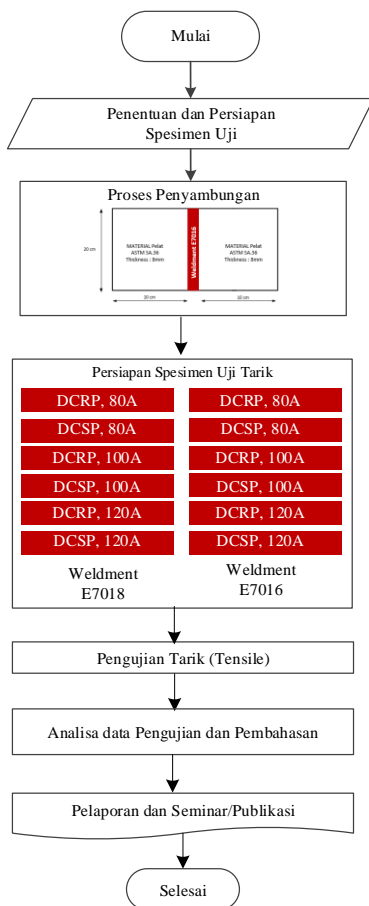 Mulai
Penentuan dan Persiapan
Spesimen Uji
Proses Penyambungan
20 cm
MATERIAL Pelat
ASTM SA.36
Thickness : 8mm
Weldment E7016
MATERIAL Pelat
ASTM SA.36
Thickness : 8mm
20 cm
10 cm
Persiapan Spesimen Uji Tarik
DCRP, 80A
DCSP, 80A
DCRP, 100A
DCSP, 100A
DCRP, 120A
DCSP, 120A
Weldment
E7018
DCRP, 80A
DCSP, 80A
DCRP, 100A
DCSP, 100A
DCRP, 120A
DCSP, 120A
Weldment
E7016
Pengujian Tarik (Tensile)
Analisa data Pengujian dan Pembahasan
Pelaporan dan Seminar/Publikasi
Selesai